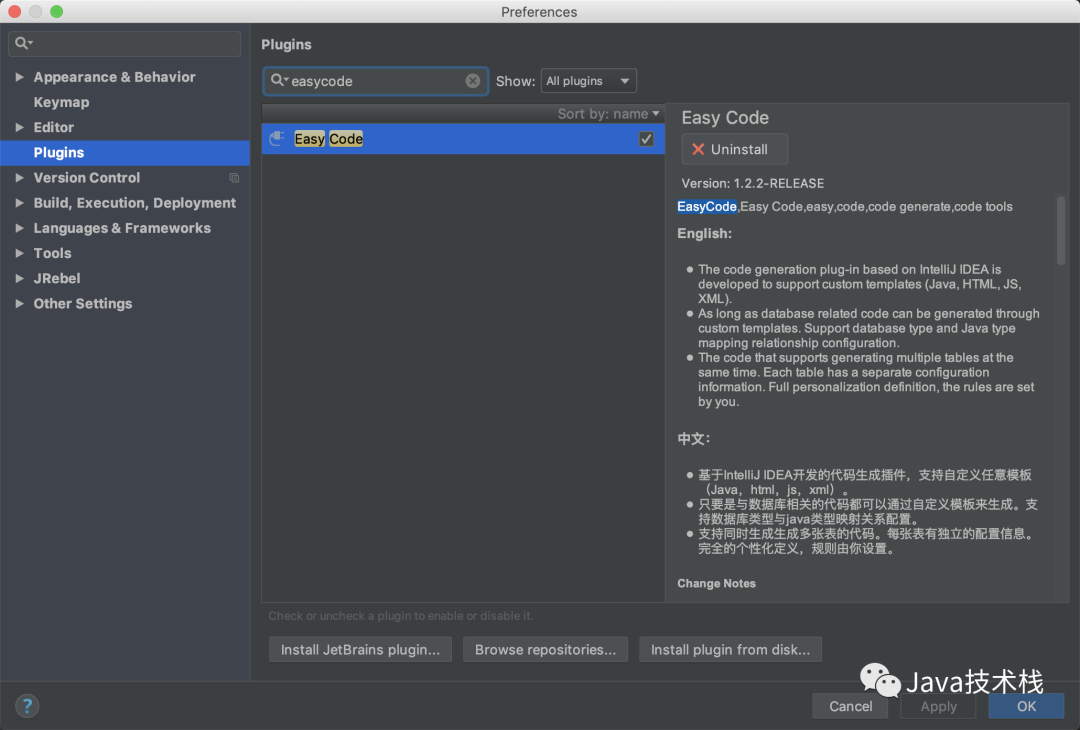 Preferences
Appearance & Behavior
Keymap
Editor
Plugins
Version Control
Build, Execution, Deployment
Languages & Frameworks
Tools
JRebel
Other Settings
Plugins
easycode
Show: All plugins
Sort by: name
Easy Code
Easy Code
Uninstall
Version: 1.2.2-RELEASE
EasyCode,Easy Code,easy,code,code generate,code tools
English:
The code generation plug-in based on IntelliJ IDEA is
developed to support custom templates (Java, HTML, JS,
XML).
As long as database related code can be generated through
custom templates. Support database type and Java type
mapping relationship configuration.
The code that supports generating multiple tables at the
same time. Each table has a separate configuration
information. Full personalization definition, the rules are set
by you.
中文：
基于IntelliJ IDEA开发的代码生成插件，支持自定义任意模板
（Java，html，js，xml）。
只要是与数据库相关的代码都可以通过自定义模板来生成。支
持数据库类型与java类型映射关系配置。
支持同时生成生成多张表的代码。每张表有独立的配置信息。
完全的个性化定义，规则由你设置。
Change Notes
Check or uncheck a plugin to enable or disable it.
Install JetBrains plugin...
Browse repositories...
Install plugin from disk...
Java技术栈
?
Cancel
Apply
OK